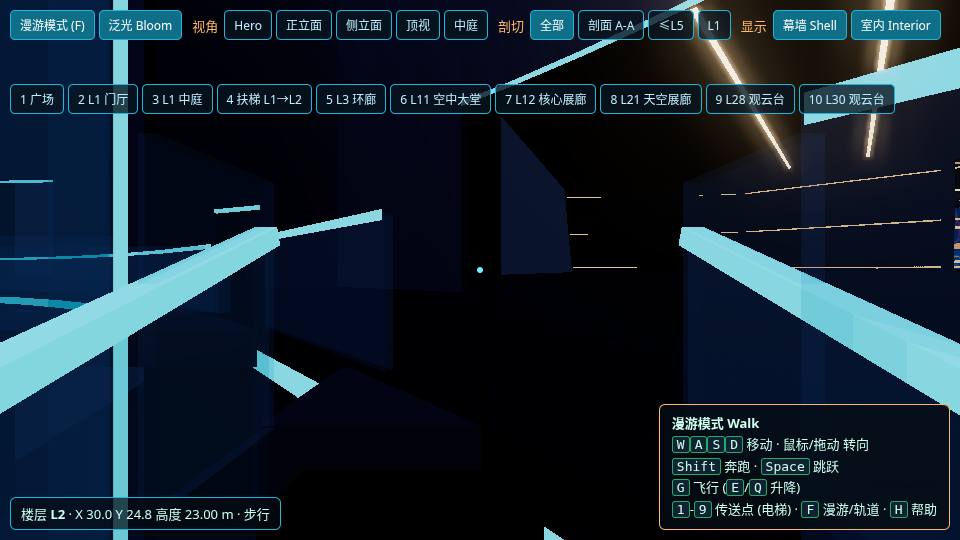 漫游模式 (F) 泛光 Bloom 视角 Hero 正立面 侧立面 顶视 中庭 剖切 全部 剖面 A-A ≤L5 L1 显示 幕墙 Shell 室内 Interior
1 广场 2 L1 门厅 3 L1 中庭 4 扶梯 L1→L2 5 L3 环廊 6 L11 空中大堂 7 L12 核心展廊 8 L21 天空展廊 9 L28 观云台 10 L30 观云台
漫游模式 Walk
W A S D 移动 · 鼠标/拖动 转向
Shift 奔跑 · Space 跳跃
G 飞行 (E/Q 升降)
1-9 传送点 (电梯) · F 漫游/轨道 · H 帮助
楼层 L2 · X 30.0 Y 24.8 高度 23.00 m · 步行